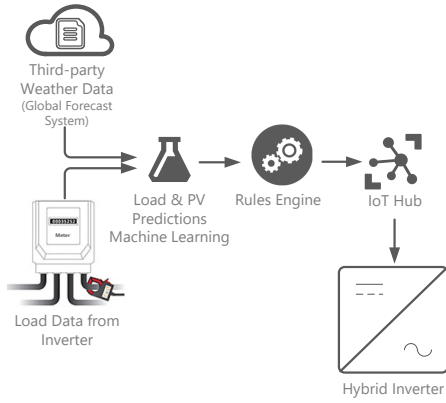 Third-party
Weather Data
(Global Forecast
System)
00005252
Meter
Load Data from
Inverter
Load & PV
Predictions
Machine Learning
Rules Engine
IoT Hub
Hybrid Inverter